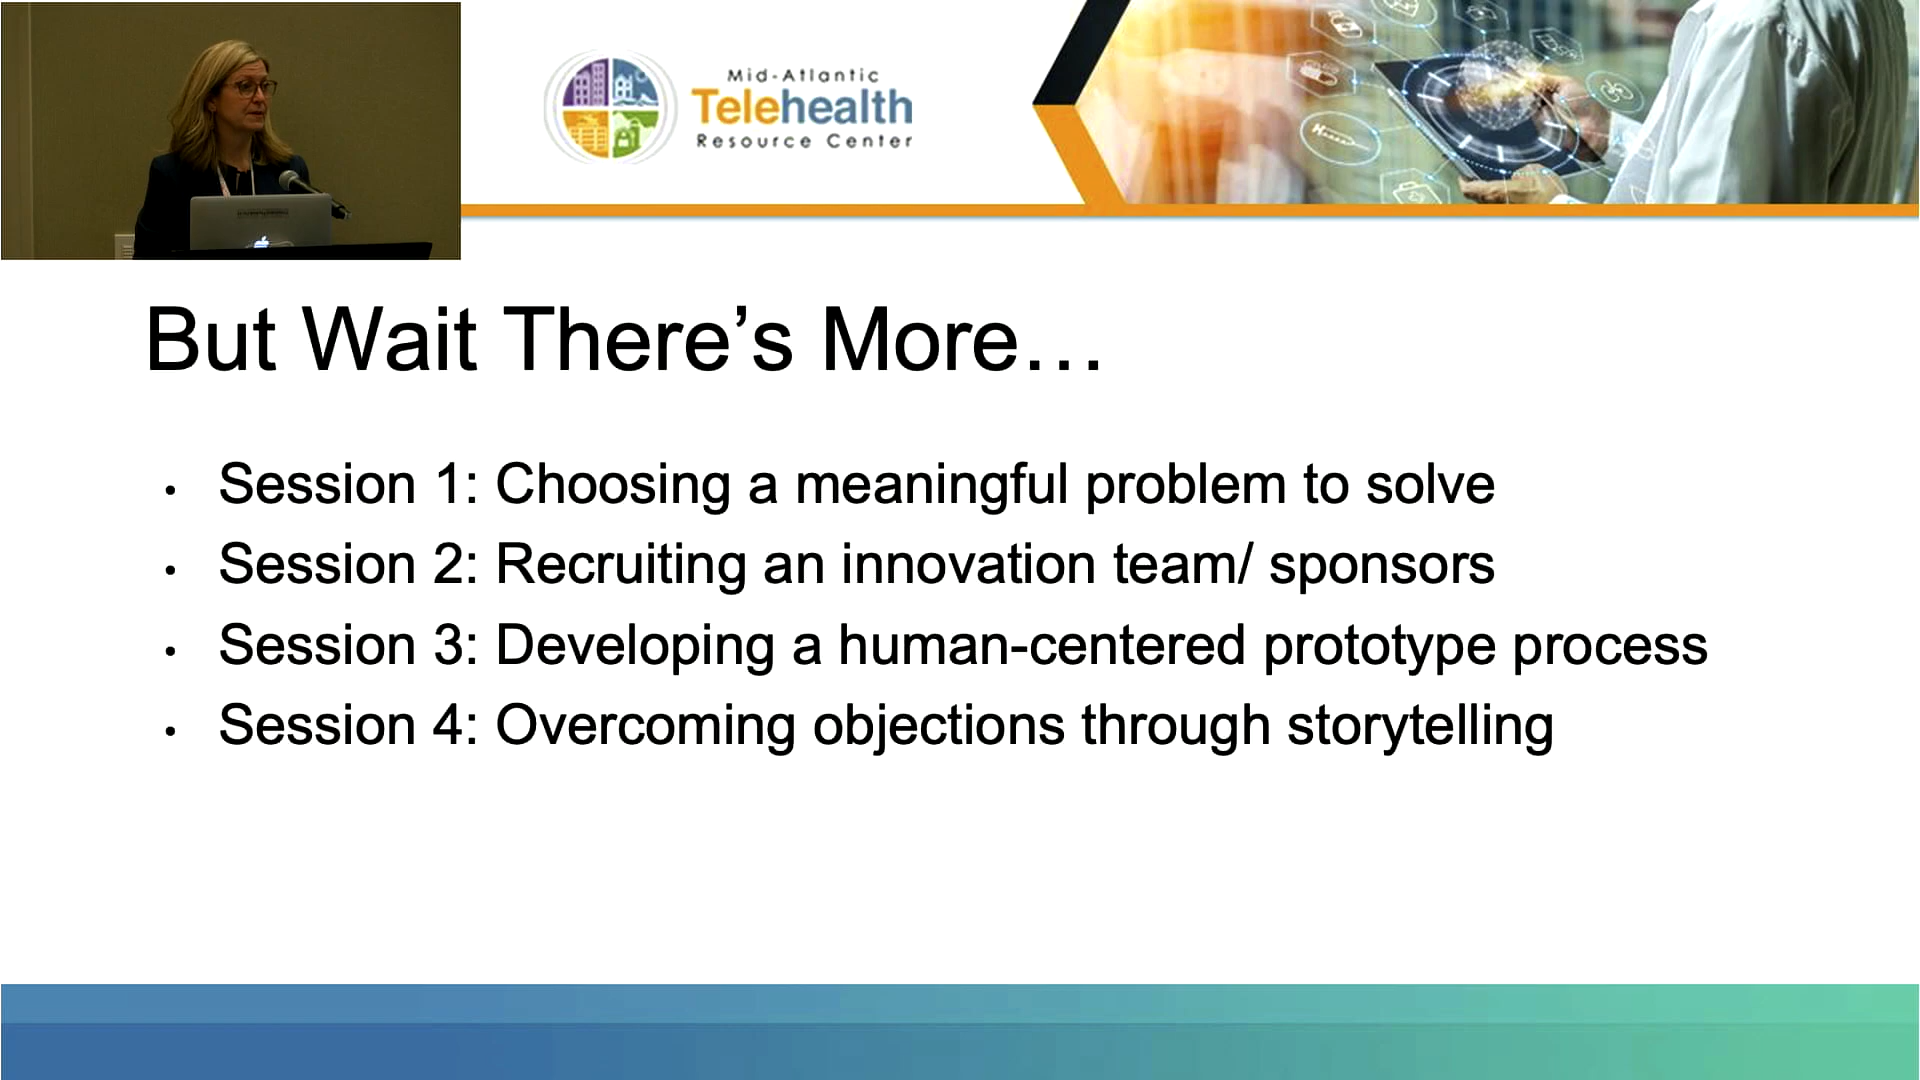 Mid-Atlantic
Telehealth
Resource Center
But Wait There’s More…
• Session 1: Choosing a meaningful problem to solve
• Session 2: Recruiting an innovation team/ sponsors
• Session 3: Developing a human-centered prototype process
• Session 4: Overcoming objections through storytelling